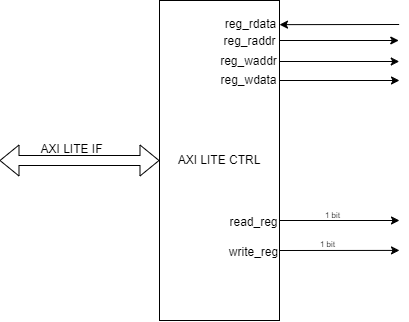 reg_rdata
reg_raddr
reg_waddr
reg_wdata
AXI LITE IF
AXI LITE CTRL
read_reg
1 bit
write_reg
1 bit